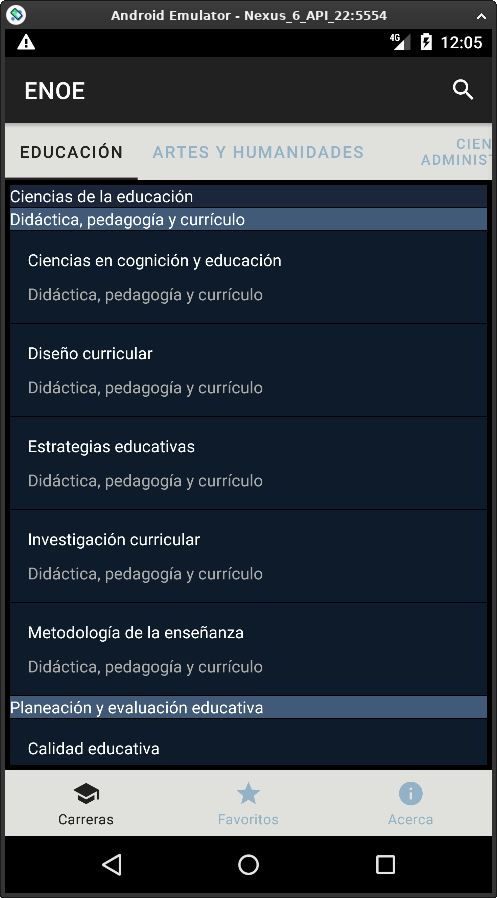 Android Emulator - Nexus_6_API_22:5554
4G 12:05
ENOE
EDUCACIÓN
ARTES Y HUMANIDADES
CIEN
ADMINIST
Ciencias de la educación
Didáctica, pedagogía y currículo
Ciencias en cognición y educación
Didáctica, pedagogía y currículo
Diseño curricular
Didáctica, pedagogía y currículo
Estrategias educativas
Didáctica, pedagogía y currículo
Investigación curricular
Didáctica, pedagogía y currículo
Metodología de la enseñanza
Didáctica, pedagogía y currículo
Planeación y evaluación educativa
Calidad educativa
Carreras
Favoritos
Acerca